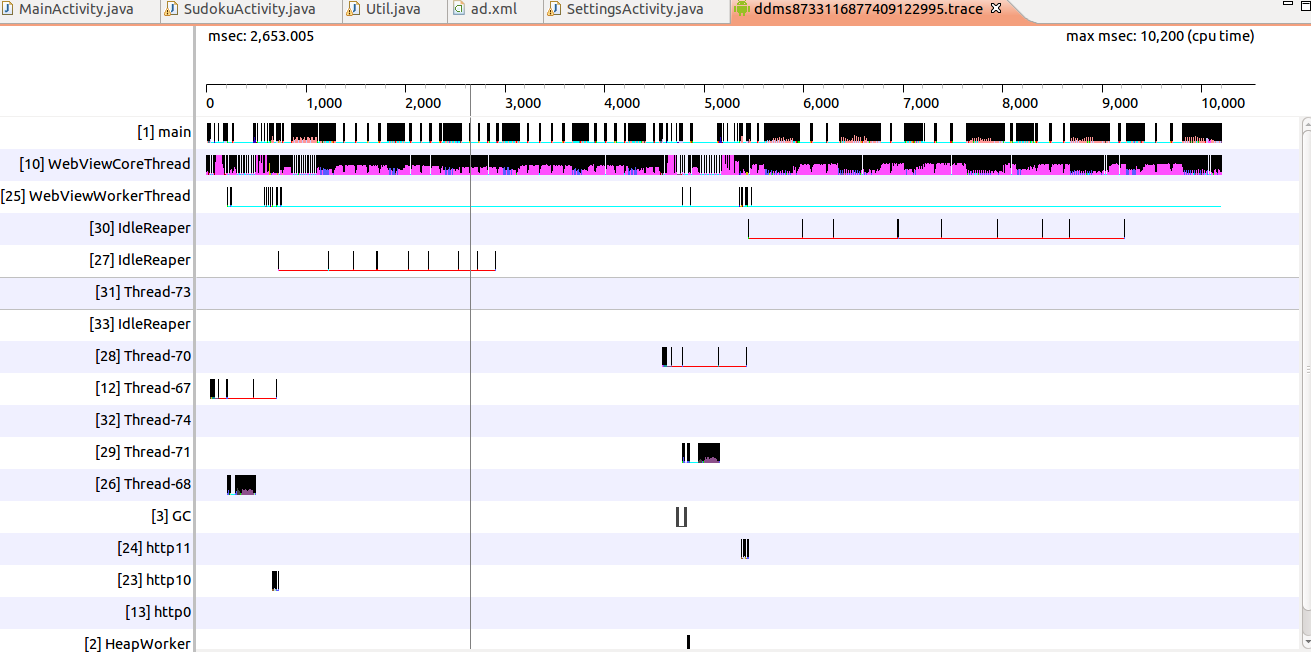 MainActivity.java SudokuActivity.java Util.java ad.xml SettingsActivity.java ddms8733116877409122995.trace
msec: 2,653.005 max msec: 10,200 (cpu time)
0 1,000 2,000 3,000 4,000 5,000 6,000 7,000 8,000 9,000 10,000
[1] main
[10] WebViewCoreThread
[25] WebViewWorkerThread
[30] IdleReaper
[27] IdleReaper
[31] Thread-73
[33] IdleReaper
[28] Thread-70
[12] Thread-67
[32] Thread-74
[29] Thread-71
[26] Thread-68
[3] GC
[24] http11
[23] http10
[13] http0
[2] HeapWorker